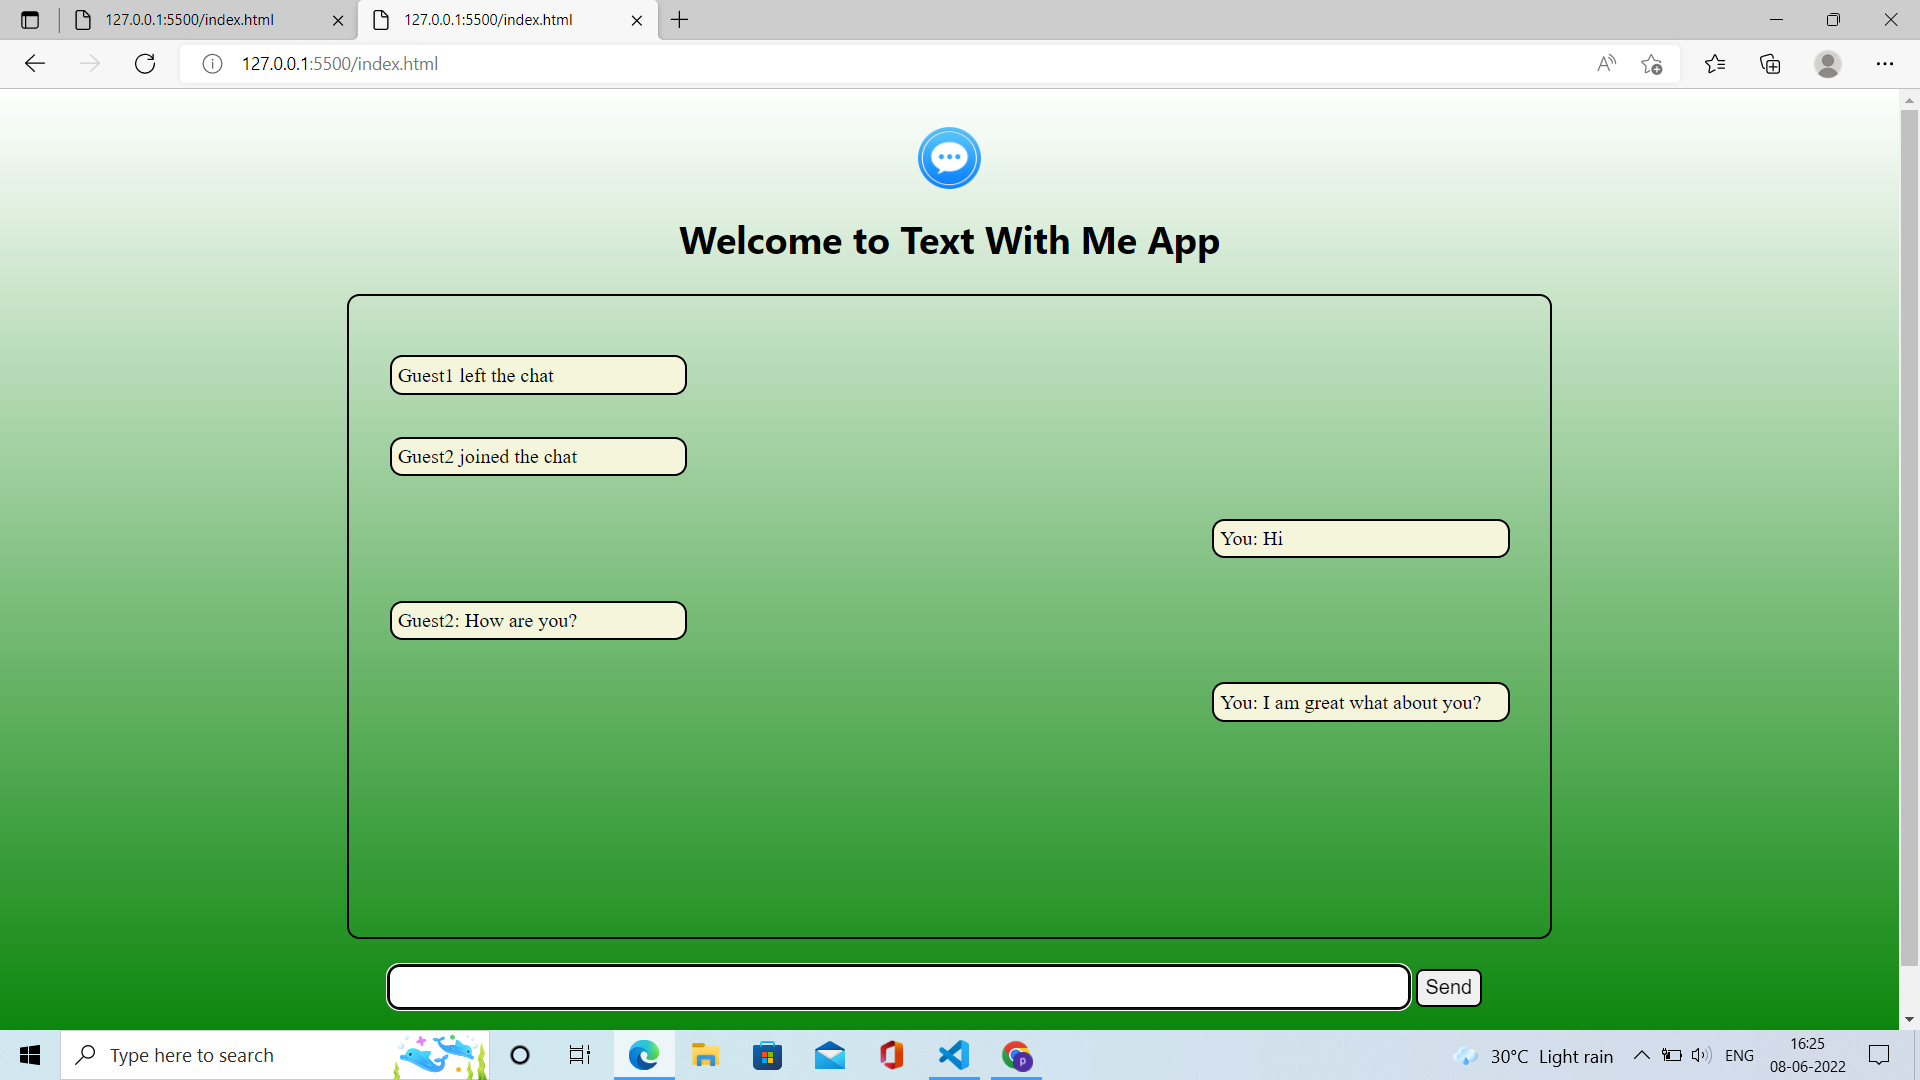 127.0.0.1:5500/index.html
127.0.0.1:5500/index.html
127.0.0.1:5500/index.html
Welcome to Text With Me App
Guest1 left the chat
Guest2 joined the chat
You: Hi
Guest2: How are you?
You: I am great what about you?
Send
Type here to search
30°C Light rain
ENG
16:25
08-06-2022